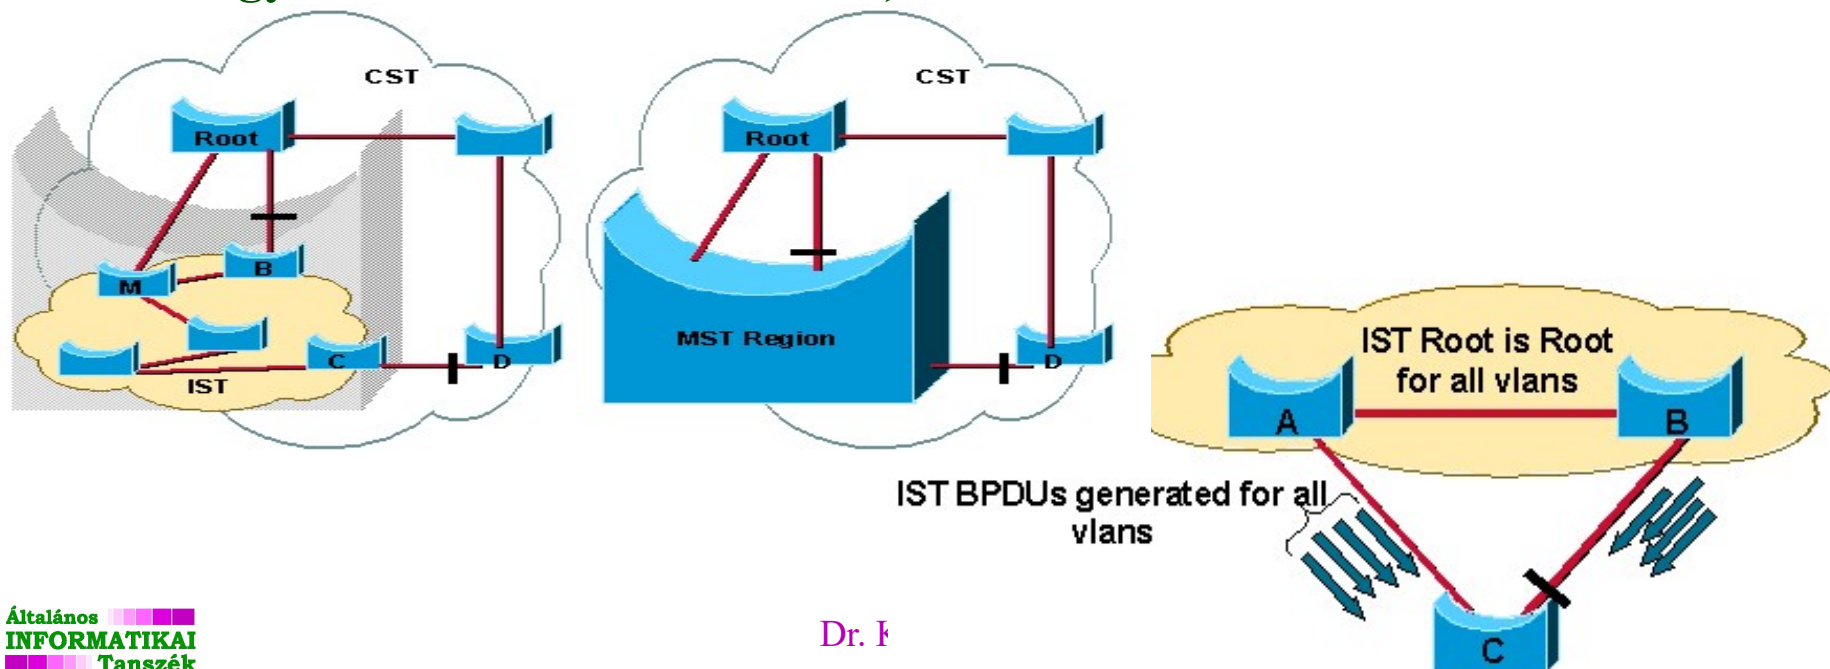 CST
Root
M
B
C
D
IST
CST
Root
MST Region
D
IST Root is Root
for all vlans
A
B
IST BPDUs generated for all
vlans
C
Általános
INFORMATIKAI
Tanszék
Dr.